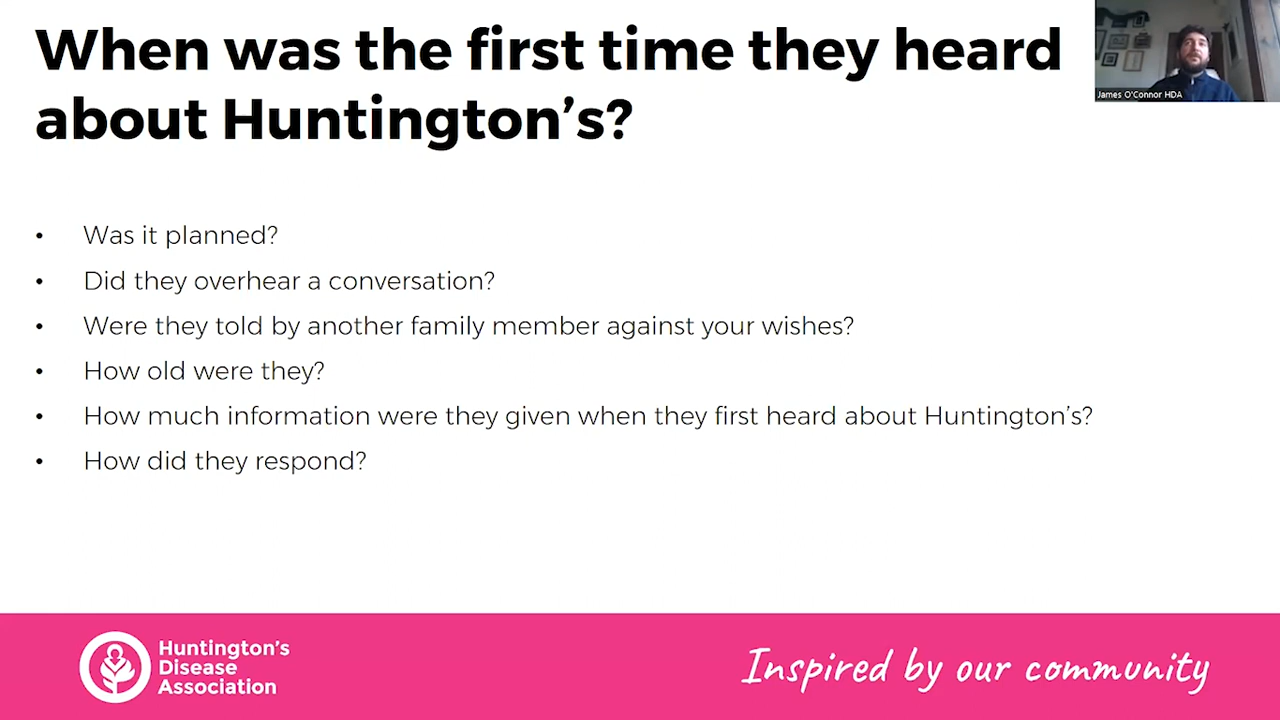 When was the first time they heard
about Huntington's?
James O'Connor HDA
• Was it planned?
• Did they overhear a conversation?
• Were they told by another family member against your wishes?
• How old were they?
• How much information were they given when they first heard about Huntington's?
• How did they respond?
Huntington's
Disease
Association
Inspired by our community